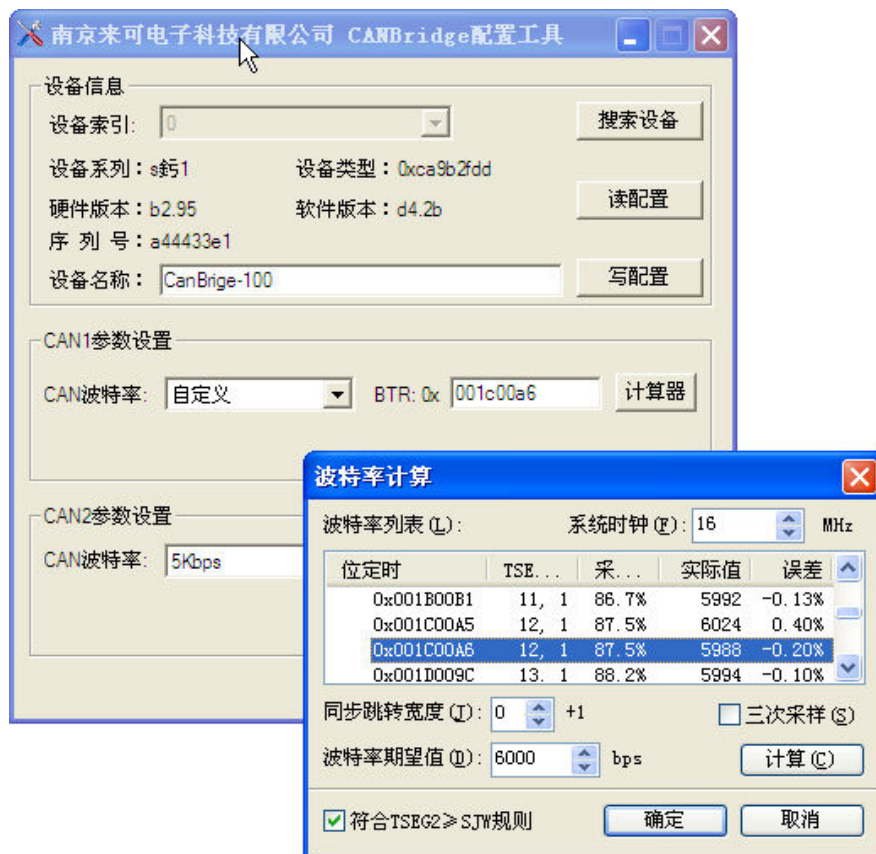 南京来可电子科技有限公司 CANBridge配置工具
设备信息
设备索引: 0
搜索设备
设备系列：s釫1 设备类型：0xca9b2fdd
读配置
硬件版本：b2.95 软件版本：d4.2b
序 列 号：a44433e1
设备名称： CanBrige-100
写配置
CAN1参数设置
CAN波特率: 自定义 BTR: 0x 001c00a6 计算器
CAN2参数设置
CAN波特率: 5Kbps
波特率计算
波特率列表(L): 系统时钟(F): 16 MHz
位定时 TSE... 采... 实际值 误差
0x001B00B1 11, 1 86.7% 5992 -0.13%
0x001C00A5 12, 1 87.5% 6024 0.40%
0x001C00A6 12, 1 87.5% 5988 -0.20%
0x001D009C 13. 1 88.2% 5994 -0.10%
同步跳转宽度(J): 0 +1 三次采样(S)
波特率期望值(D): 6000 bps 计算(C)
符合TSEG2≥SJW规则 确定 取消